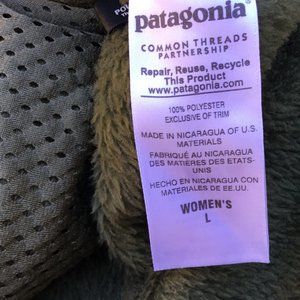 patagonia®
COMMON THREADS
PARTNERSHIP
Repair, Reuse, Recycle
This Product
www.patagonia.com
100% POLYESTER
EXCLUSIVE OF TRIM
MADE IN NICARAGUA OF U.S.
MATERIALS
FABRIQUÉ AU NICARAGUA
DES MATIÈRES DES ETATS-
UNIS
HECHO EN NICARAGUA CON
MATERIALES DE EE.UU.
WOMEN'S
L